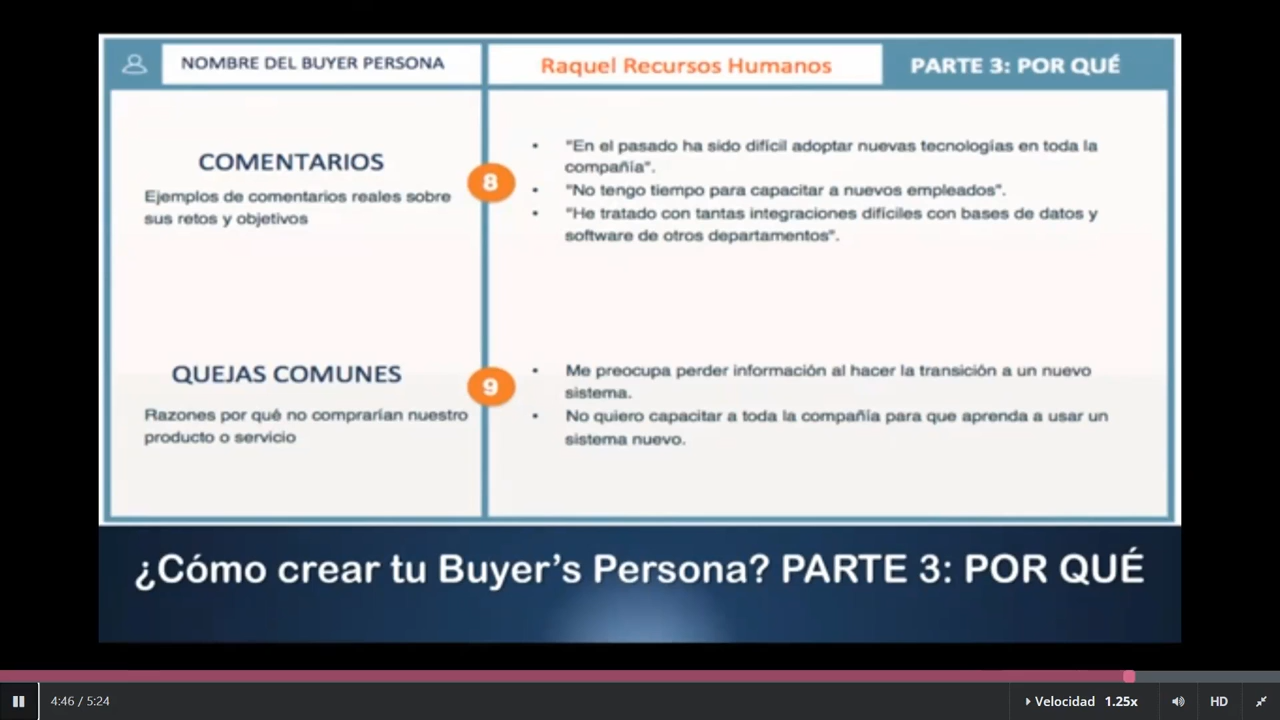 NOMBRE DEL BUYER PERSONA
Raquel Recursos Humanos
PARTE 3: POR QUÉ
COMENTARIOS
Ejemplos de comentarios reales sobre
sus retos y objetivos
8
• "En el pasado ha sido difícil adoptar nuevas tecnologías en toda la
compañía".
• "No tengo tiempo para capacitar a nuevos empleados".
• "He tratado con tantas integraciones difíciles con bases de datos y
software de otros departamentos".
QUEJAS COMUNES
Razones por qué no comprarían nuestro
producto o servicio
9
• Me preocupa perder información al hacer la transición a un nuevo
sistema.
• No quiero capacitar a toda la compañía para que aprenda a usar un
sistema nuevo.
¿Cómo crear tu Buyer's Persona? PARTE 3: POR QUÉ
4:46 / 5:24
Velocidad 1.25x
HD